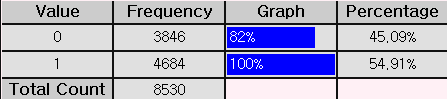 Value Frequency Graph Percentage
0 3846 82% 45,09%
1 4684 100% 54,91%
Total Count 8530